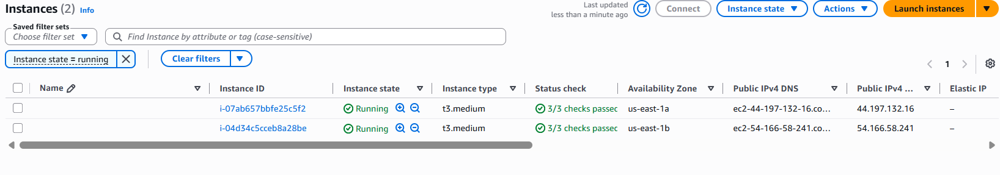 Instances (2) Info
Last updated
less than a minute ago
Connect
Instance state
Actions
Launch instances
Saved filter sets
Choose filter set
Find Instance by attribute or tag (case-sensitive)
Instance state = running
Clear filters
1
Name Instance ID Instance state Instance type Status check Availability Zone Public IPv4 DNS Public IPv4 ... Elastic IP
i-07ab657bbfe25c5f2 Running t3.medium 3/3 checks passed us-east-1a ec2-44-197-132-16.co... 44.197.132.16 –
i-04d34c5cceb8a28be Running t3.medium 3/3 checks passed us-east-1b ec2-54-166-58-241.co... 54.166.58.241 –